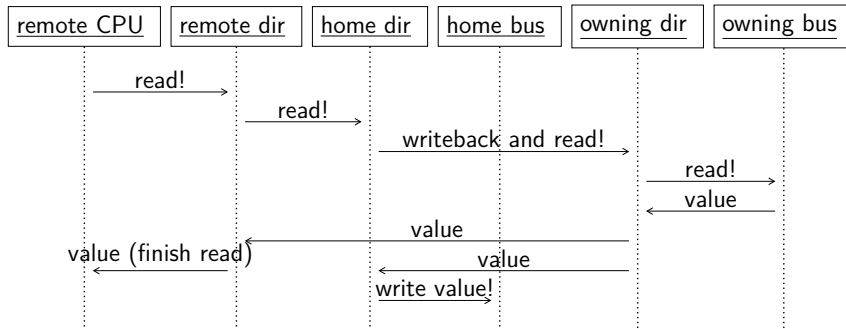 remote CPU remote dir home dir home bus owning dir owning bus
read!
read!
writeback and read!
read!
value
value
value (finish read)
value
write value!